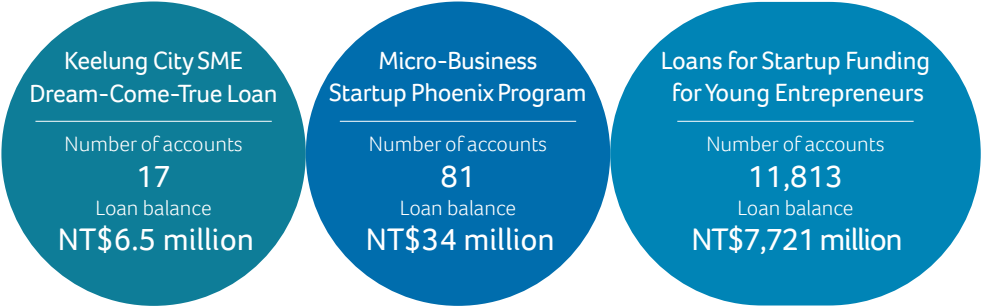 Keelung City SME
Dream-Come-True Loan
Number of accounts
17
Loan balance
NT$6.5 million
Micro-Business
Startup Phoenix Program
Number of accounts
81
Loan balance
NT$34 million
Loans for Startup Funding
for Young Entrepreneurs
Number of accounts
11,813
Loan balance
NT$7,721 million